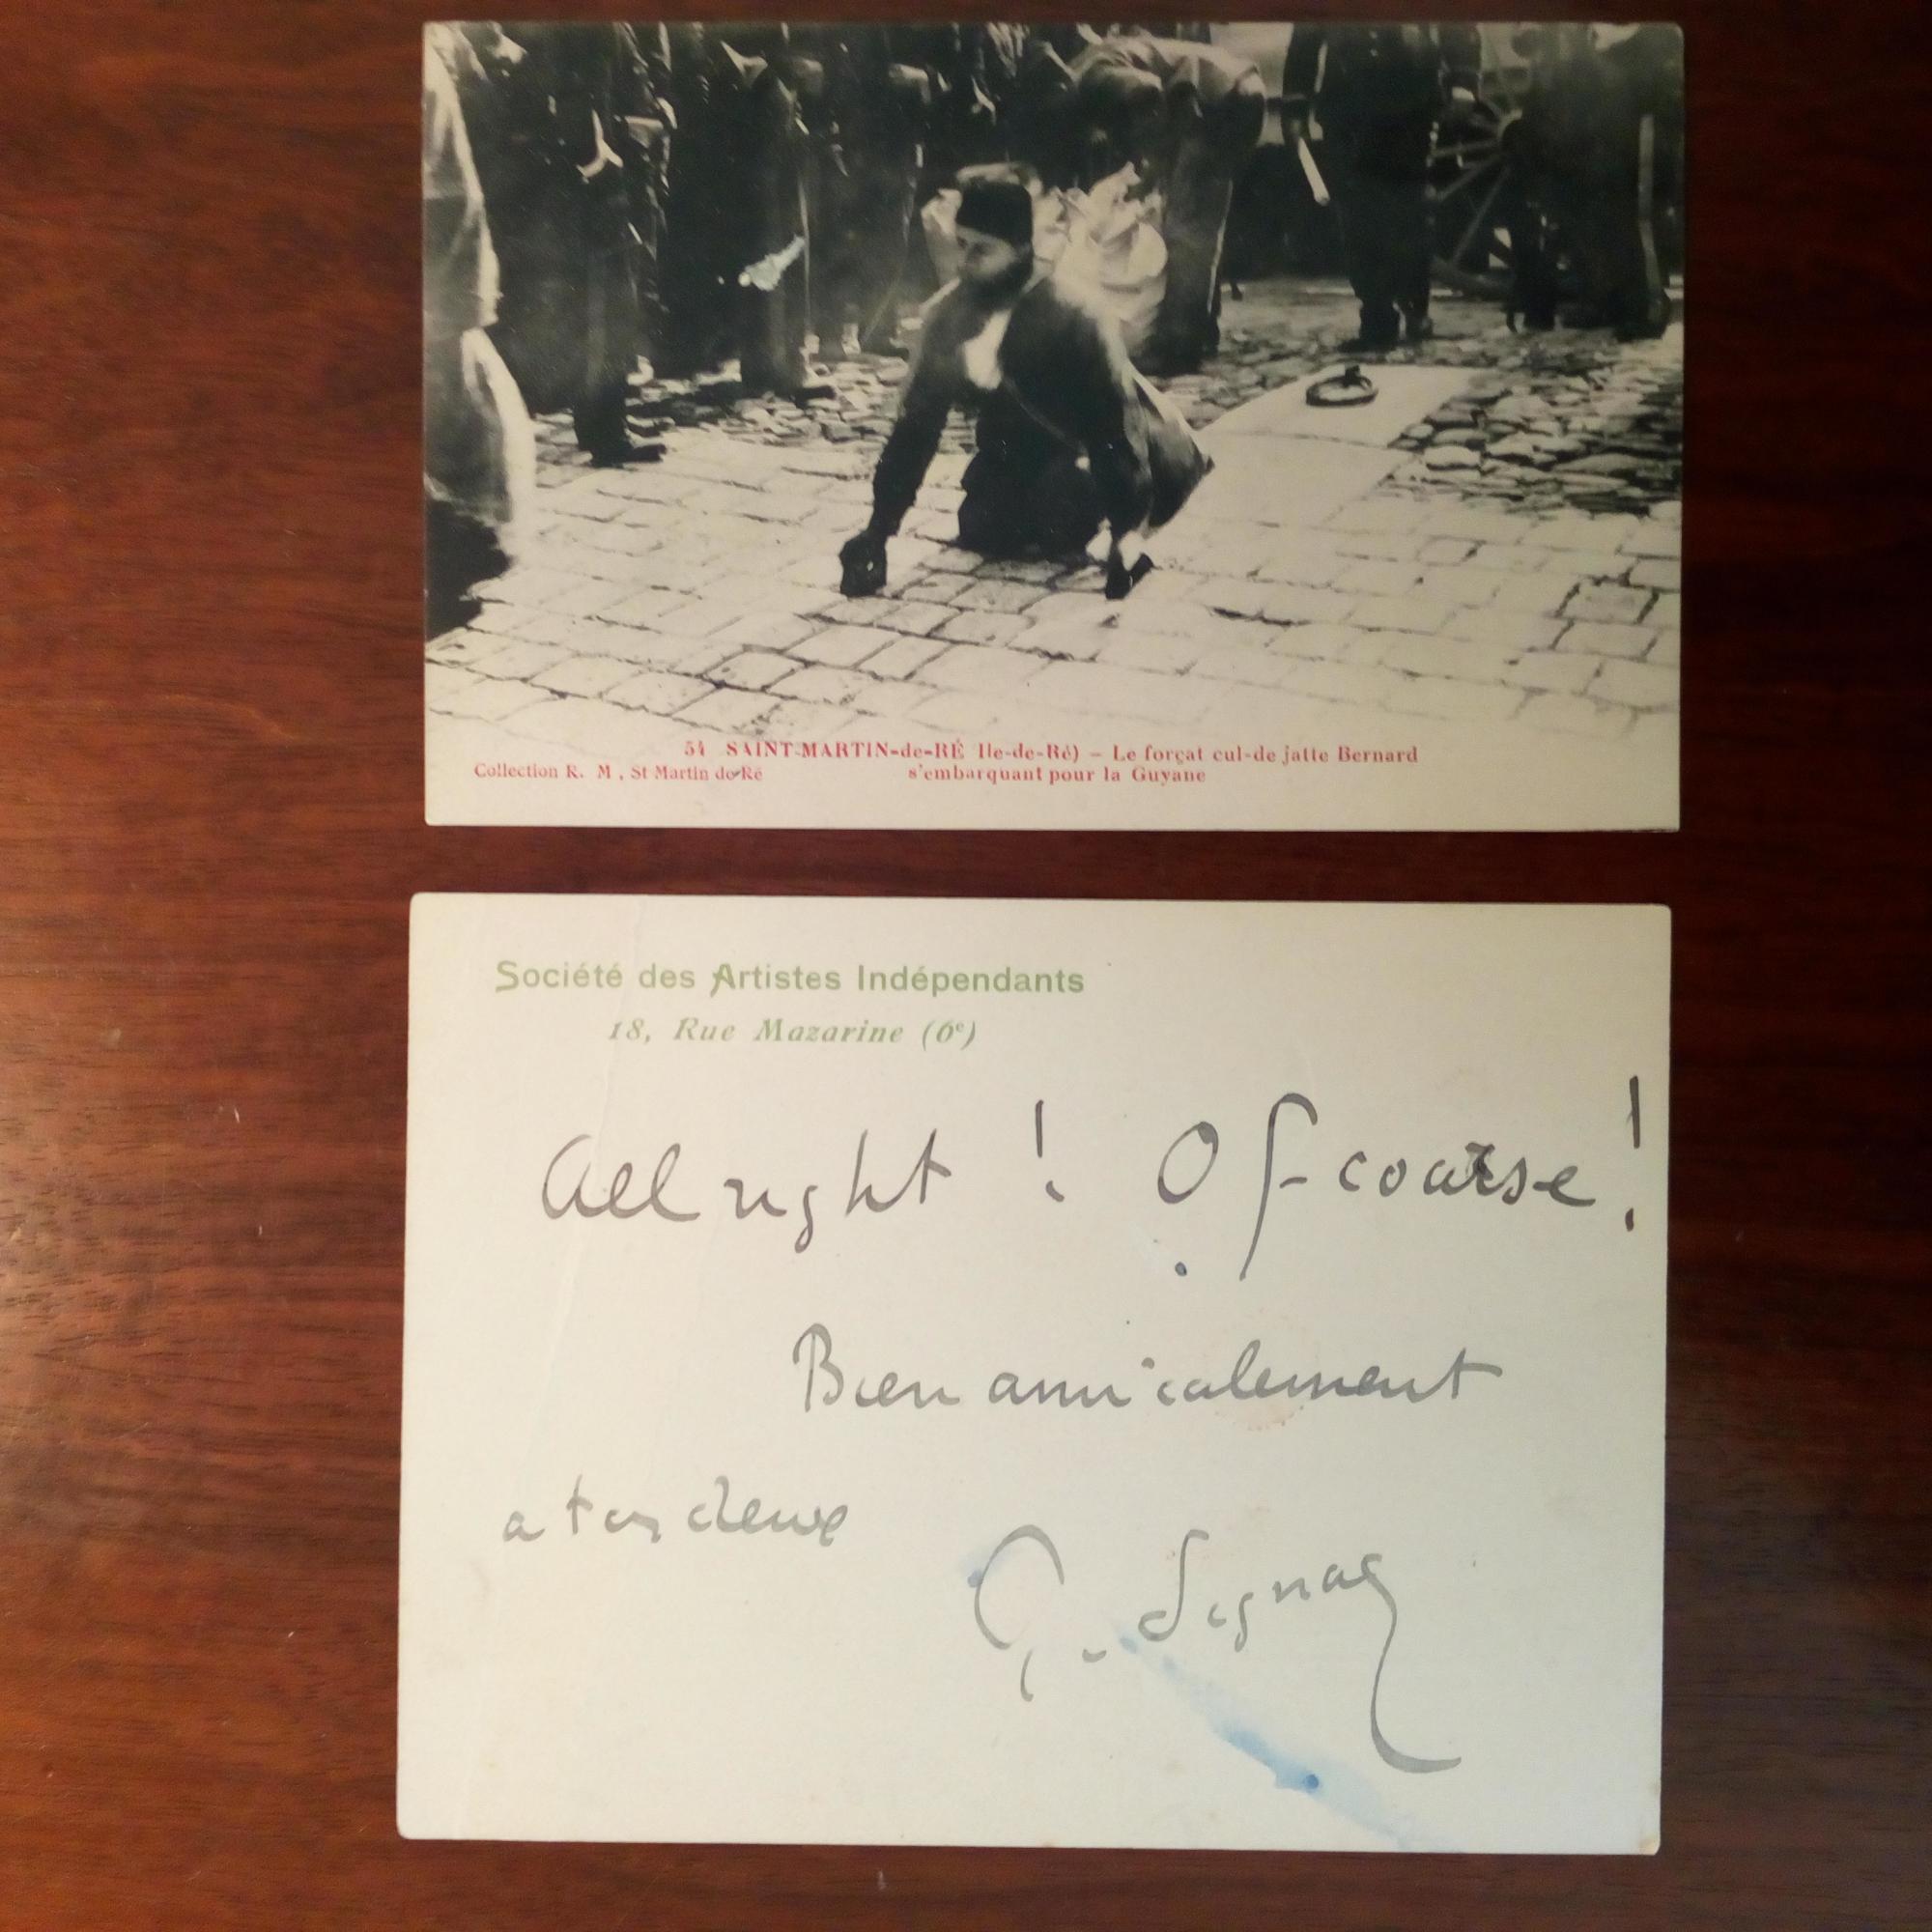 54 SAINT-MARTIN-de-RÉ Ile-de-Ré) – Le forçat cul-de jatte Bernard
Collection R. M , St Martin de Ré s'embarquant pour la Guyane
Société des Artistes Indépendants
18, Rue Mazarine (6e)
All right ! Of-course !
Bien amicalement
a tous deux
P. Signac